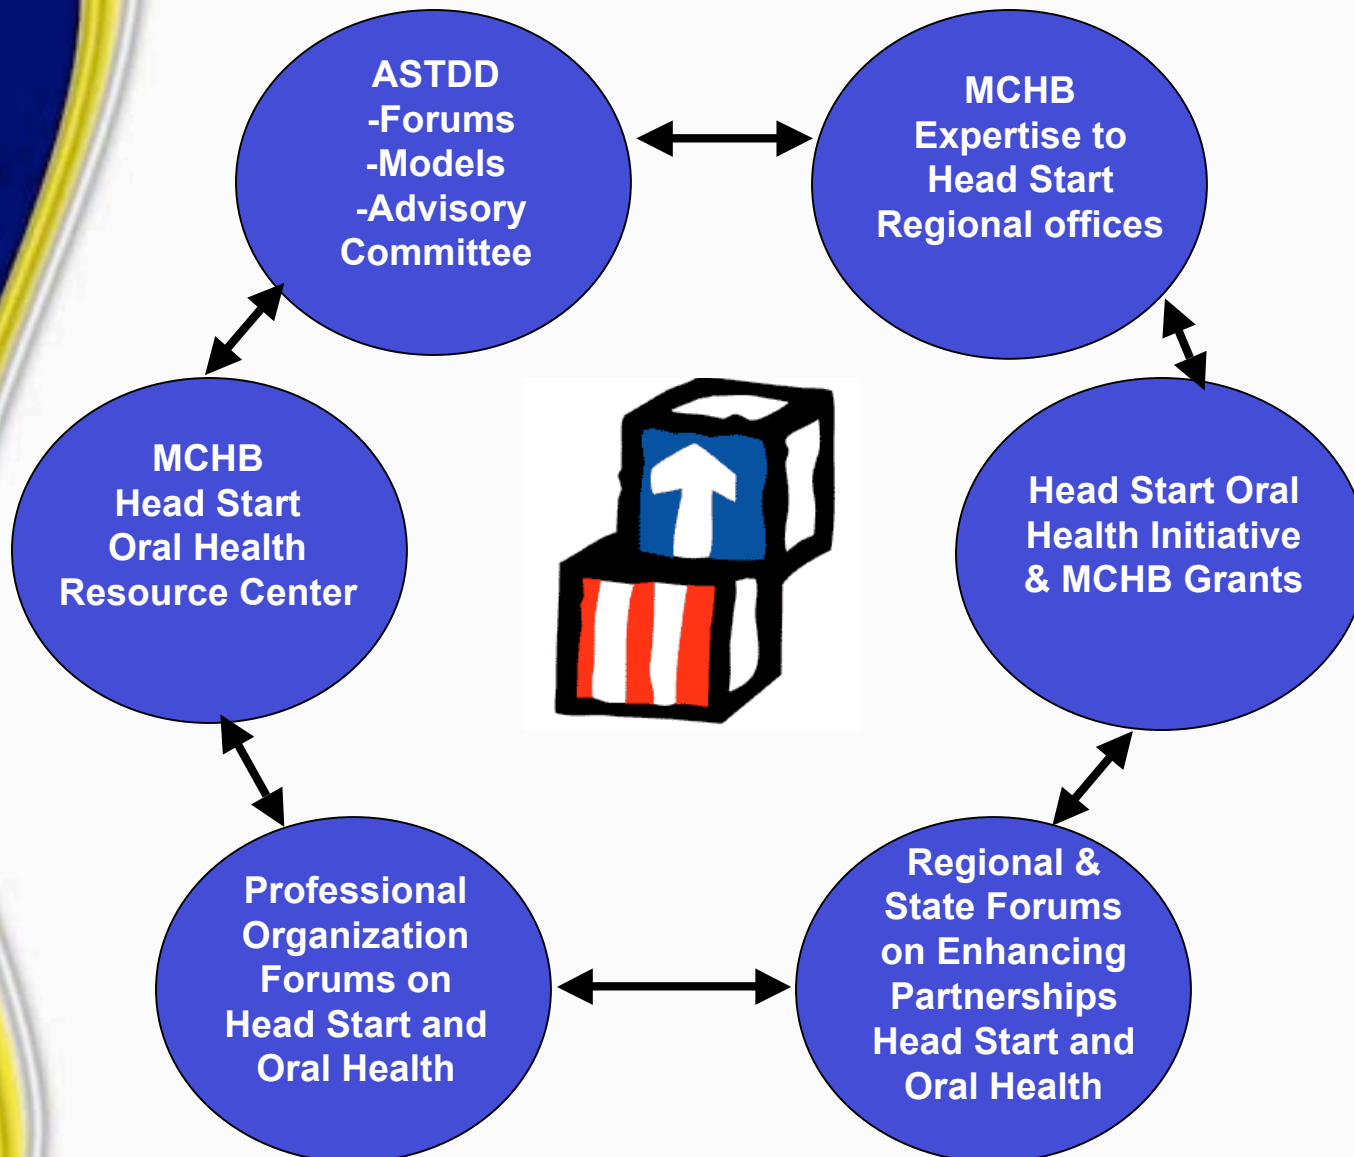 ASTDD
-Forums
-Models
-Advisory
Committee
MCHB
Expertise to
Head Start
Regional offices
MCHB
Head Start
Oral Health
Resource Center
Head Start Oral
Health Initiative
& MCHB Grants
Professional
Organization
Forums on
Head Start and
Oral Health
Regional &
State Forums
on Enhancing
Partnerships
Head Start and
Oral Health